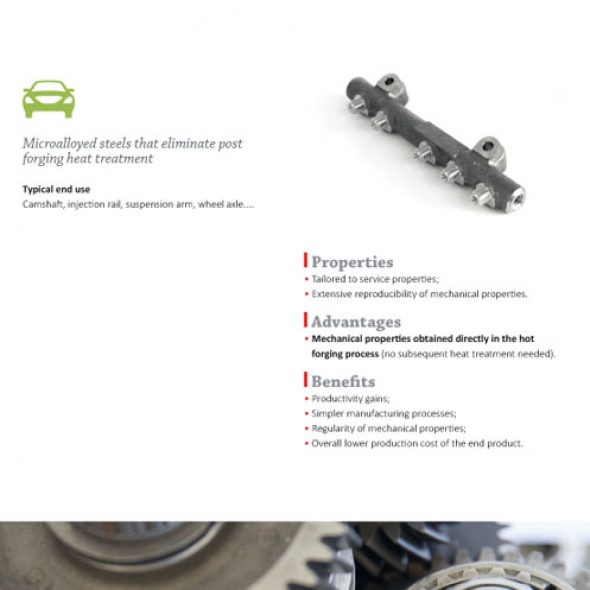 Microalloyed steels that eliminate post
forging heat treatment
Typical end use
Camshaft, injection rail, suspension arm, wheel axle....
Properties
• Tailored to service properties;
• Extensive reproducibility of mechanical properties.
Advantages
• Mechanical properties obtained directly in the hot
forging process (no subsequent heat treatment needed).
Benefits
• Productivity gains;
• Simpler manufacturing processes;
• Regularity of mechanical properties;
• Overall lower production cost of the end product.